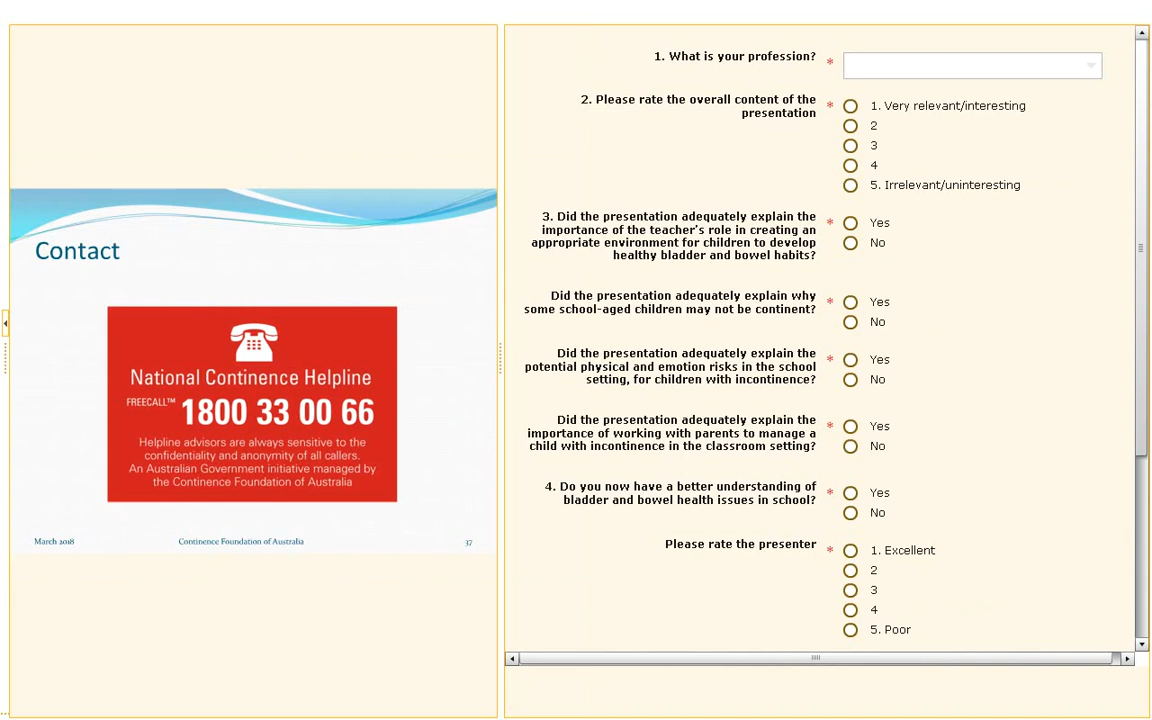 Contact
National Continence Helpline
FREECALL™ 1800 33 00 66
Helpline advisors are always sensitive to the
confidentiality and anonymity of all callers.
An Australian Government initiative managed by
the Continence Foundation of Australia
March 2018 Continence Foundation of Australia 37
1. What is your profession? *
2. Please rate the overall content of the
presentation
* 1. Very relevant/interesting
2
3
4
5. Irrelevant/uninteresting
3. Did the presentation adequately explain the
importance of the teacher's role in creating an
appropriate environment for children to develop
healthy bladder and bowel habits?
* Yes
No
Did the presentation adequately explain why
some school-aged children may not be continent?
* Yes
No
Did the presentation adequately explain the
potential physical and emotion risks in the school
setting, for children with incontinence?
* Yes
No
Did the presentation adequately explain the
importance of working with parents to manage a
child with incontinence in the classroom setting?
* Yes
No
4. Do you now have a better understanding of
bladder and bowel health issues in school?
* Yes
No
Please rate the presenter
* 1. Excellent
2
3
4
5. Poor